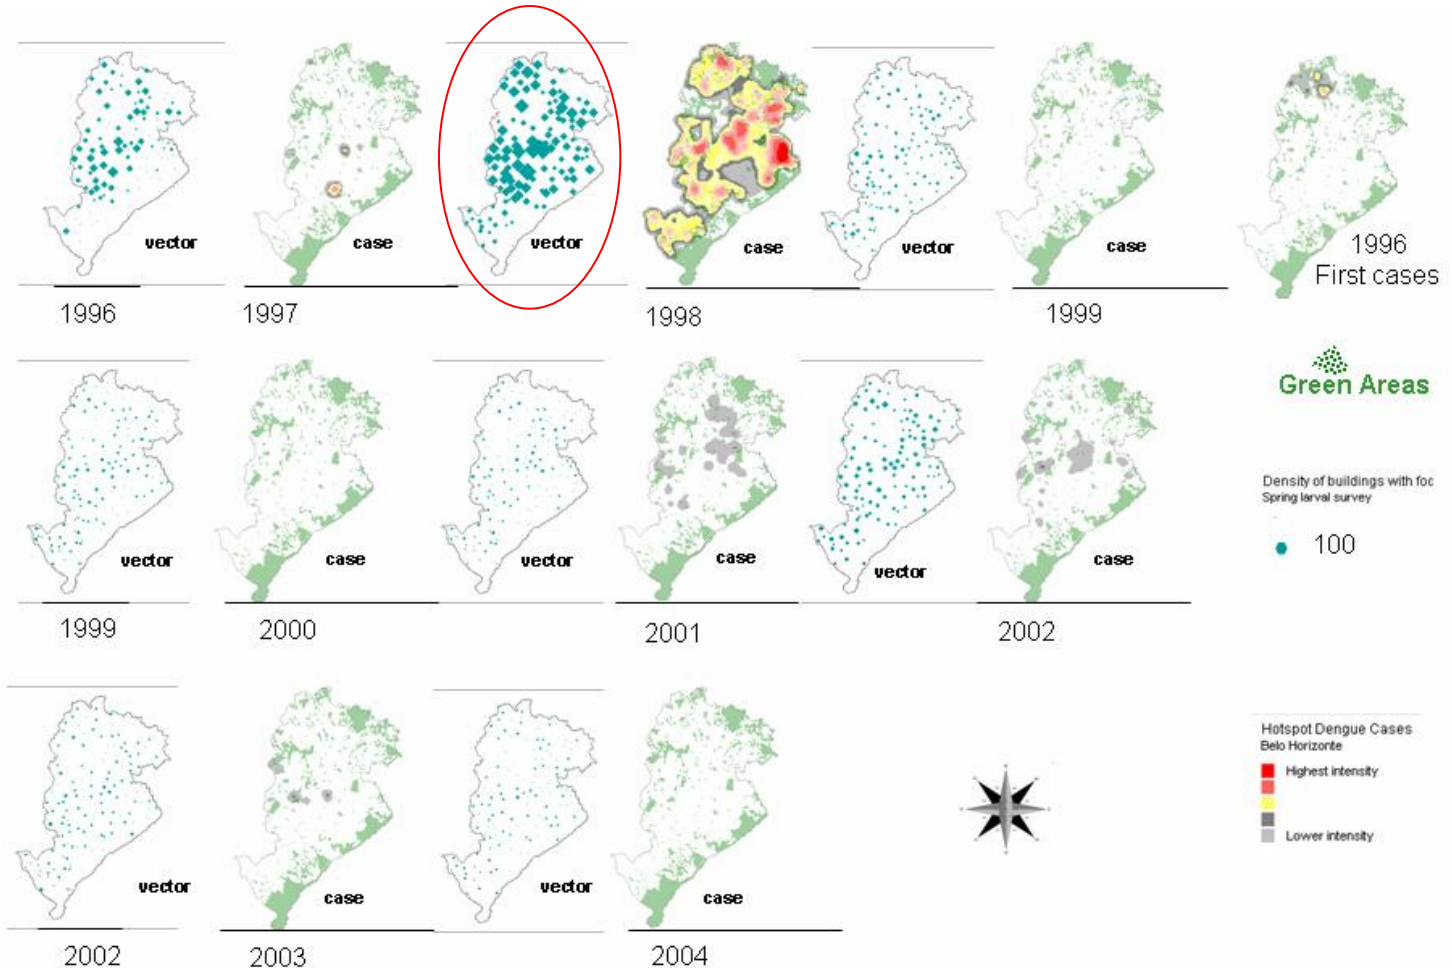 vector
case
vector
case
vector
case
1996
First cases
1996
1997
1998
1999
Green Areas
Density of buildings with foc
Spring larval survey
100
vector
case
vector
case
vector
case
1999
2000
2001
2002
Hotspot Dengue Cases
Belo Horizonte
Highest intensity
Lower intensity
vector
case
vector
case
2002
2003
2004